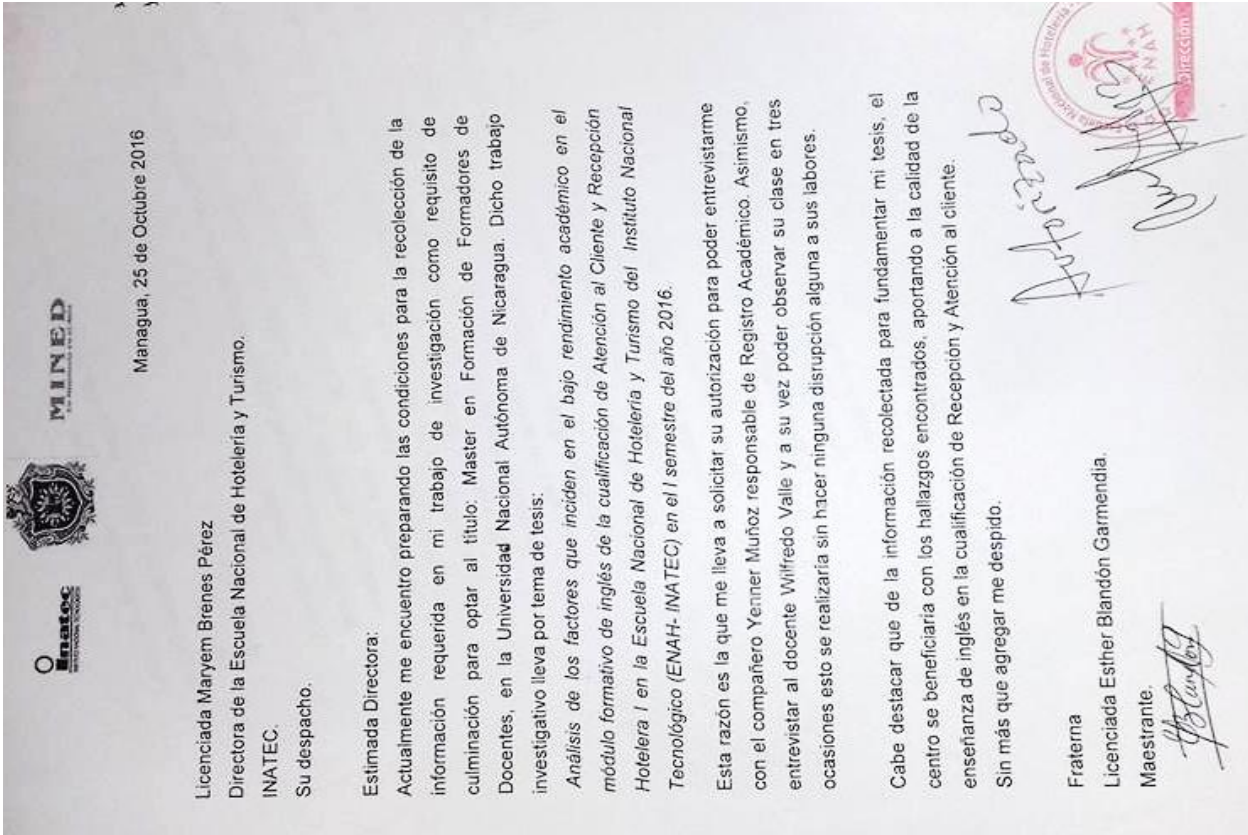 Inatec
MINED
Managua, 25 de Octubre 2016
Licenciada Maryem Brenes Pérez
Directora de la Escuela Nacional de Hotelería y Turismo.
INATEC.
Su despacho.
Estimada Directora:
Actualmente me encuentro preparando las condiciones para la recolección de la
información requerida en mi trabajo de investigación como requisito de
culminación para optar al titulo: Master en Formación de Formadores de
Docentes, en la Universidad Nacional Autónoma de Nicaragua. Dicho trabajo
investigativo lleva por tema de tesis:
Análisis de los factores que inciden en el bajo rendimiento académico en el
módulo formativo de inglés de la cualificación de Atención al Cliente y Recepción
Hotelera I en la Escuela Nacional de Hotelería y Turismo del Instituto Nacional
Tecnológico (ENAH- INATEC) en el I semestre del año 2016.
Esta razón es la que me lleva a solicitar su autorización para poder entrevistarme
con el compañero Yenner Muñoz responsable de Registro Académico. Asimismo,
entrevistar al docente Wilfredo Valle y a su vez poder observar su clase en tres
ocasiones esto se realizaría sin hacer ninguna disrupción alguna a sus labores.
Cabe destacar que de la información recolectada para fundamentar mi tesis, el
centro se beneficiaría con los hallazgos encontrados, aportando a la calidad de la
enseñanza de inglés en la cualificación de Recepción y Atención al cliente.
Sin más que agregar me despido.
Autorizado
Escuela Nacional de Hotelería
ENAH
Dirección
Fraterna
Licenciada Esther Blandón Garmendia.
Maestrante.